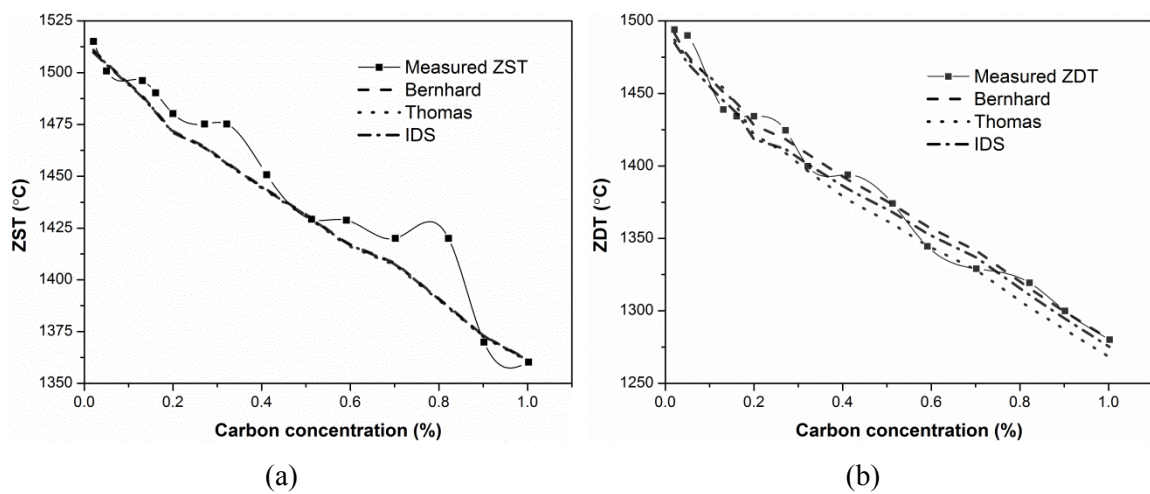 1525
1500
1475
1450
1425
1400
1375
1350
ZST (°C)
0.0 0.2 0.4 0.6 0.8 1.0
Carbon concentration (%)
Measured ZST
Bernhard
Thomas
IDS
(a)
1500
1450
1400
1350
1300
1250
ZDT (°C)
0.0 0.2 0.4 0.6 0.8 1.0
Carbon concentration (%)
Measured ZDT
Bernhard
Thomas
IDS
(b)